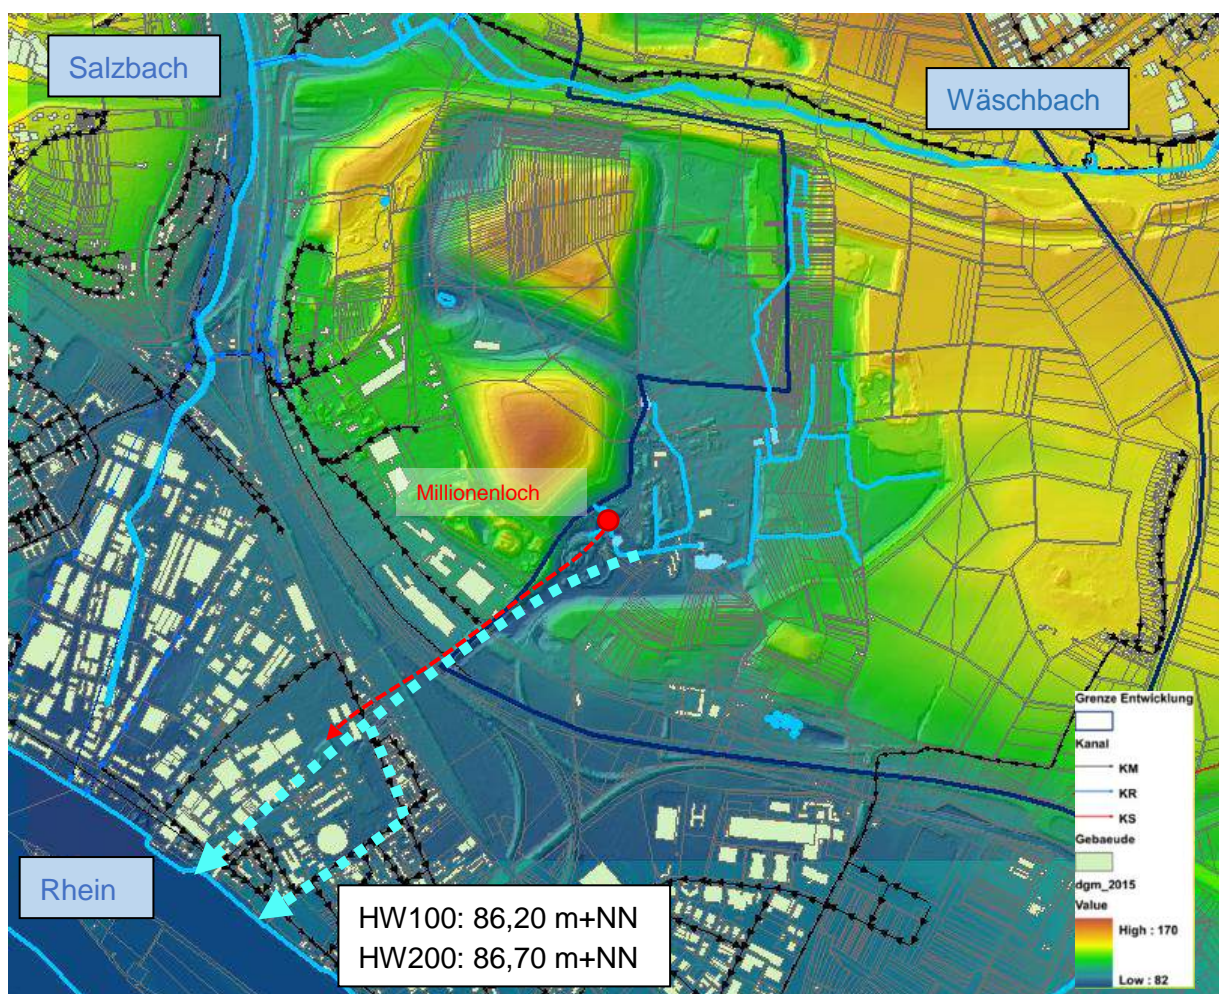 Salzbach
Wäschbach
Millionenloch
Rhein
HW100: 86,20 m+NN
HW200: 86,70 m+NN
Grenze Entwicklung
Kanal
KM
KR
KS
Gebaeude
dgm_2015
Value
High : 170
Low : 82